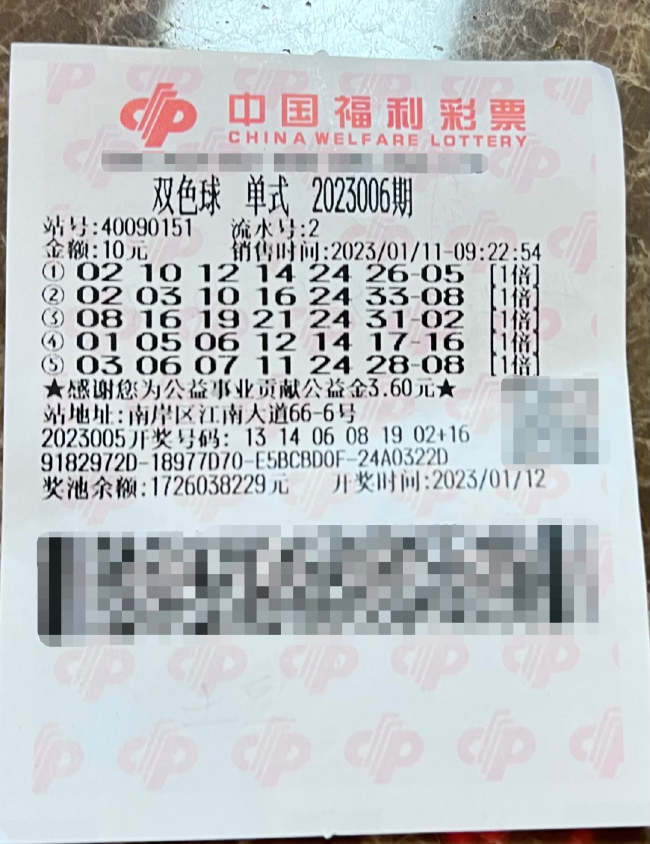 中国福利彩票
CHINA WELFARE LOTTERY
双色球 单式 2023006期
站号:40090151 流水号:2
金额:10元 销售时间:2023/01/11-09:22:54
① 02 10 12 14 24 26-05 [1倍]
② 02 03 10 16 24 33-08 [1倍]
③ 08 16 19 21 24 31-02 [1倍]
④ 01 05 06 12 14 17-16 [1倍]
⑤ 03 06 07 11 24 28-08 [1倍]
★感谢您为公益事业贡献公益金3.60元★
站地址:南岸区江南大道66-6号
2023005开奖号码: 13 14 06 08 19 02+16
9182972D-18977D70-E5BCBD0F-24A0322D
奖池余额:1726038229元 开奖时间:2023/01/12